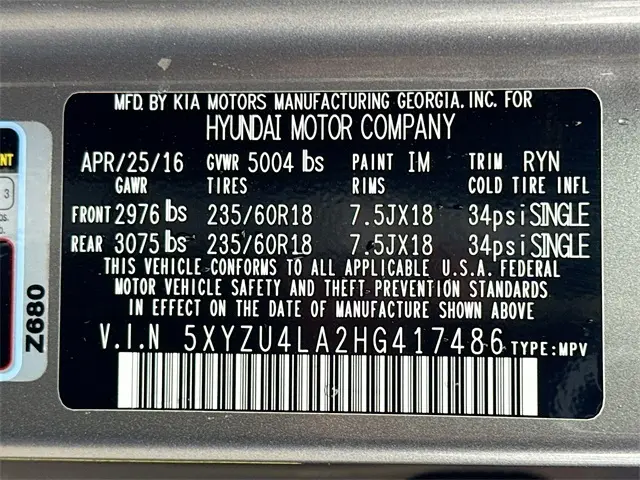 MFD. BY KIA MOTORS MANUFACTURING GEORGIA. INC. FOR
HYUNDAI MOTOR COMPANY
APR/25/16 GVWR 5004 lbs PAINT IM TRIM RYN
GAWR TIRES RIMS COLD TIRE INFL
FRONT 2976 lbs 235/60R18 7.5JX18 34psi SINGLE
REAR 3075 lbs 235/60R18 7.5JX18 34psi SINGLE
THIS VEHICLE CONFORMS TO ALL APPLICABLE U.S.A. FEDERAL
MOTOR VEHICLE SAFETY AND THEFT PREVENTION STANDARDS
IN EFFECT ON THE DATE OF MANUFACTURE SHOWN ABOVE
V.I.N 5XYZU4LA2HG417486 TYPE:MPV
Z680
3